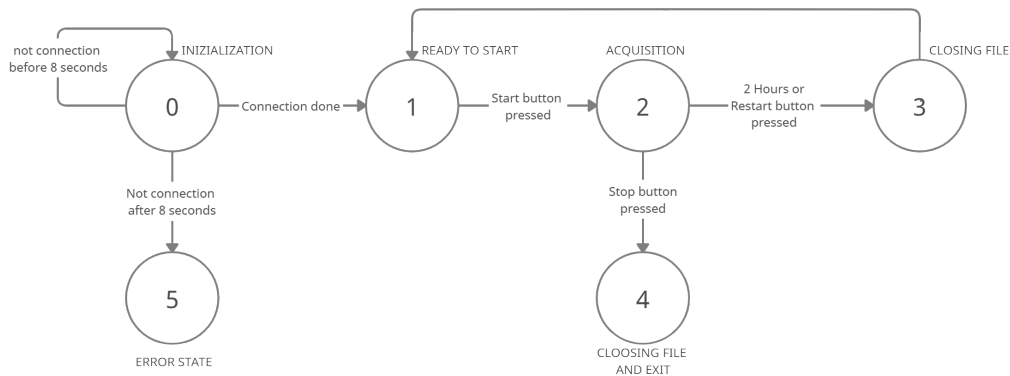 not connection
before 8 seconds
INIZIALIZATION
READY TO START
ACQUISITION
CLOSING FILE
0
Connection done
1
Start button
pressed
2
2 Hours or
Restart button
pressed
3
Not connection
after 8 seconds
Stop button
pressed
5
4
ERROR STATE
CLOOSING FILE
AND EXIT